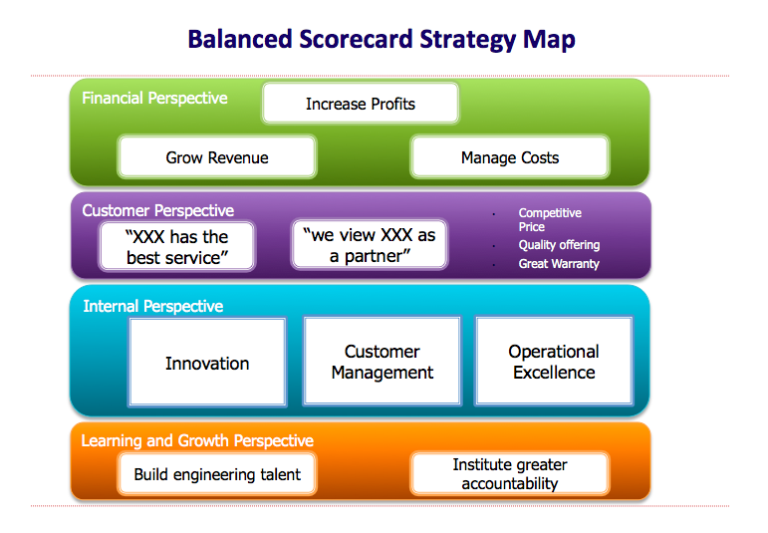 Balanced Scorecard Strategy Map
Financial Perspective
Increase Profits
Grow Revenue
Manage Costs
Customer Perspective
“XXX has the
best service”
“we view XXX as
a partner”
Competitive
Price
Quality offering
Great Warranty
Internal Perspective
Innovation
Customer
Management
Operational
Excellence
Learning and Growth Perspective
Build engineering talent
Institute greater
accountability